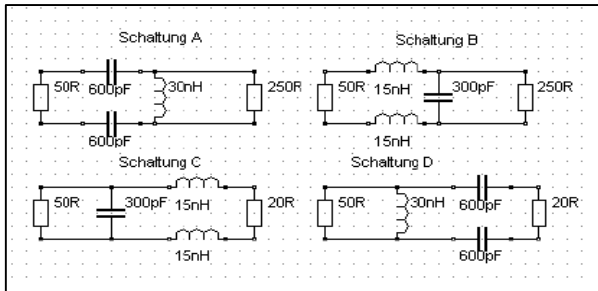 Schaltung A
50R
600pF
30nH
250R
600pF
Schaltung B
50R
15nH
300pF
250R
15nH
Schaltung C
50R
300pF
15nH
20R
15nH
Schaltung D
50R
30nH
600pF
20R
600pF